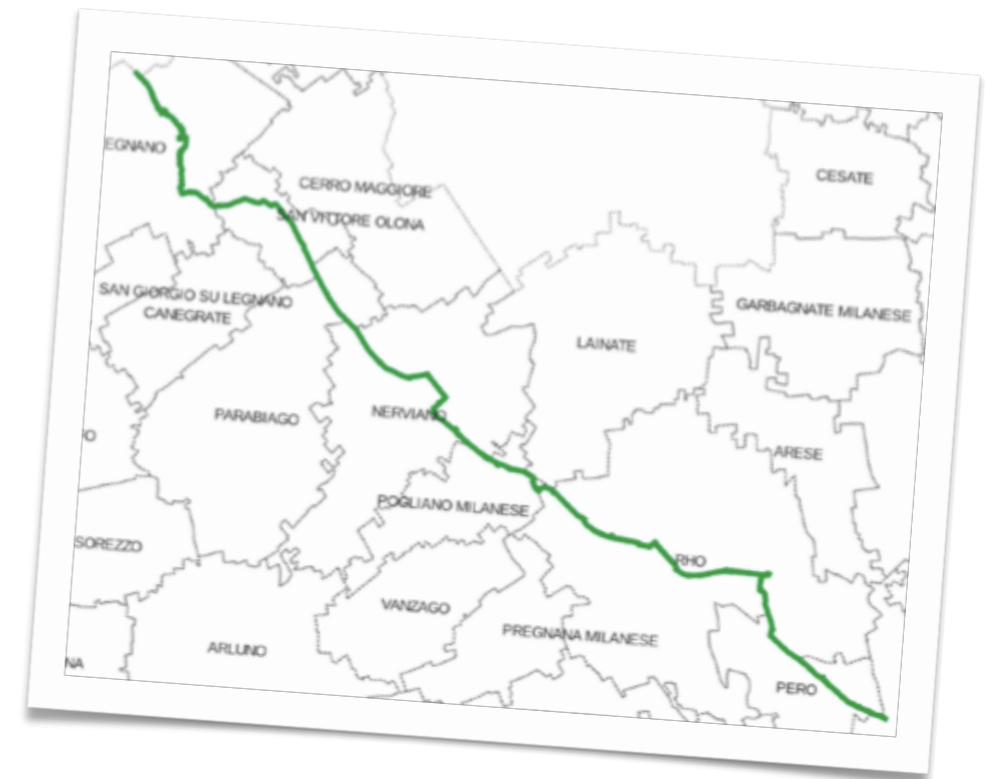 EGNANO
CESATE
CERRO MAGGIORE
SAN VITTORE OLONA
SAN GIORGIO SU LEGNANO
CANEGRATE
GARBAGNATE MILANESE
LAINATE
PARABIAGO
NERVIANO
IO
ARESE
POGLIANO MILANESE
SOREZZO
RHO
VANZAGO
PREGNANA MILANESE
ARLUNO
NA
PERO